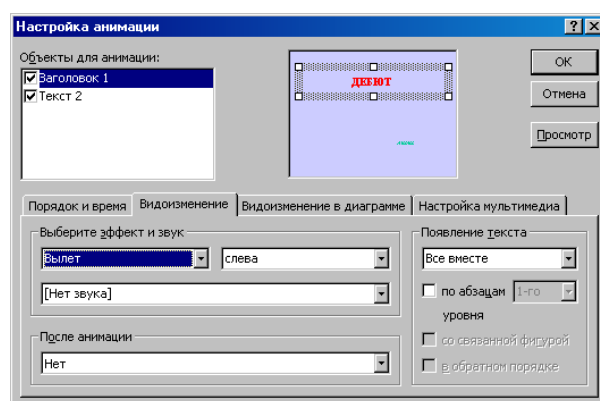 Настройка анимации
Объекты для анимации:
Заголовок 1
Текст 2
ДЕБЮТ
ОК
Отмена
Просмотр
Порядок и время Видоизменение Видоизменение в диаграмме Настройка мультимедиа
Выберите эффект и звук
Вылет слева
[Нет звука]
После анимации
Нет
Появление текста
Все вместе
по абзацам 1-го
уровня
со связанной фигурой
в обратном порядке